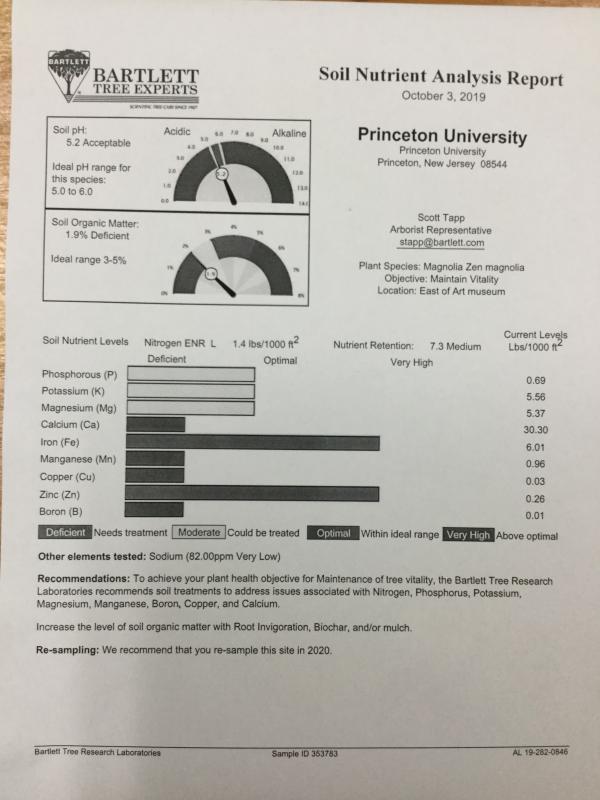 BARTLETT
BARTLETT
TREE EXPERTS
SCIENTIFIC TREE CARE SINCE 1907
Soil Nutrient Analysis Report
October 3, 2019
Soil pH:
5.2 Acceptable
Ideal pH range for
this species:
5.0 to 6.0
Acidic
Alkaline
0.0
1.0
2.0
3.0
4.0
5.0
6.0
7.0
8.0
9.0
10.0
11.0
12.0
13.0
14.0
5.2
Soil Organic Matter:
1.9% Deficient
Ideal range 3-5%
0%
1%
2%
3%
4%
5%
6%
7%
8%
1.9
Princeton University
Princeton University
Princeton, New Jersey 08544
Scott Tapp
Arborist Representative
stapp@bartlett.com
Plant Species: Magnolia Zen magnolia
Objective: Maintain Vitality
Location: East of Art museum
Soil Nutrient Levels Nitrogen ENR L 1.4 lbs/1000 ft2 Nutrient Retention: 7.3 Medium Current Levels
Lbs/1000 ft2
Deficient Optimal Very High
Phosphorous (P) 0.69
Potassium (K) 5.56
Magnesium (Mg) 5.37
Calcium (Ca) 30.30
Iron (Fe) 6.01
Manganese (Mn) 0.96
Copper (Cu) 0.03
Zinc (Zn) 0.26
Boron (B) 0.01
Deficient Needs treatment Moderate Could be treated Optimal Within ideal range Very High Above optimal
Other elements tested: Sodium (82.00ppm Very Low)
Recommendations: To achieve your plant health objective for Maintenance of tree vitality, the Bartlett Tree Research
Laboratories recommends soil treatments to address issues associated with Nitrogen, Phosphorus, Potassium,
Magnesium, Manganese, Boron, Copper, and Calcium.
Increase the level of soil organic matter with Root Invigoration, Biochar, and/or mulch.
Re-sampling: We recommend that you re-sample this site in 2020.
Bartlett Tree Research Laboratories Sample ID 353783 AL 19-282-0846